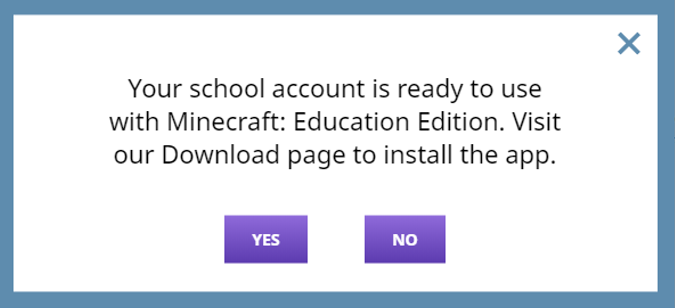 Your school account is ready to use
with Minecraft: Education Edition. Visit
our Download page to install the app.
YES NO